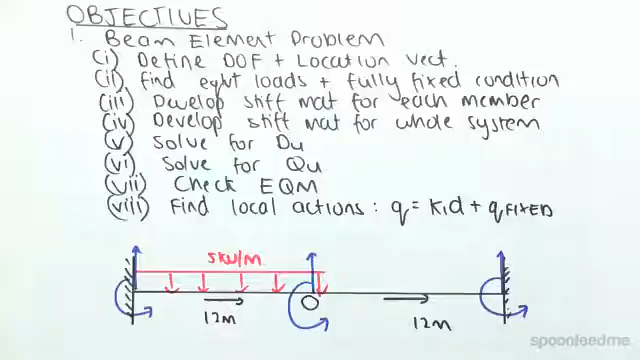 OBJECTIVES
1. Beam Element Problem
(i) Define DOF + Location Vect.
(ii) find eqvt loads + fully fixed condition
(iii) Develop stiff mat for each member
(iv) Develop stiff mat for whole system
(v) Solve for Du
(vi) Solve for Qu
(vii) Check EQM
(viii) Find local actions: q = K1d + qFIXED
5kN/m
12m
12m
spoonfeedme